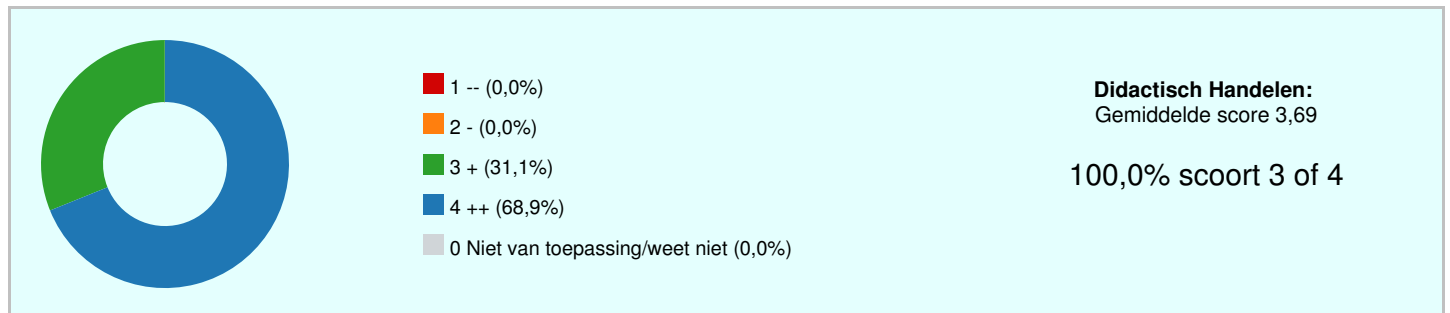 1 -- (0,0%)
2 - (0,0%)
3 + (31,1%)
4 ++ (68,9%)
0 Niet van toepassing/weet niet (0,0%)
Didactisch Handelen:
Gemiddelde score 3,69
100,0% scoort 3 of 4